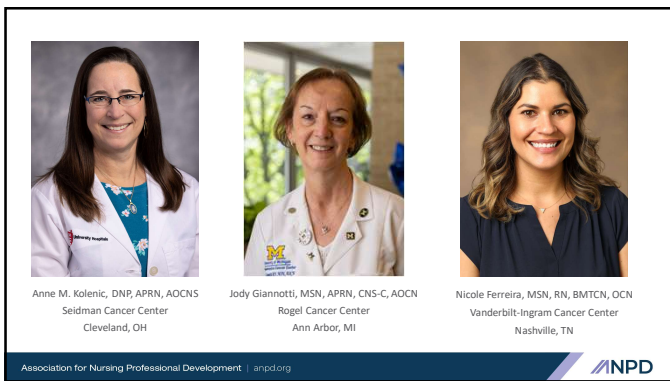 University Hospitals
M
Anne M. Kolenic, DNP, APRN, AOCNS
Seidman Cancer Center
Cleveland, OH
Jody Giannotti, MSN, APRN, CNS-C, AOCN
Rogel Cancer Center
Ann Arbor, MI
Nicole Ferreira, MSN, RN, BMTCN, OCN
Vanderbilt-Ingram Cancer Center
Nashville, TN
Association for Nursing Professional Development | anpd.org
ANPD